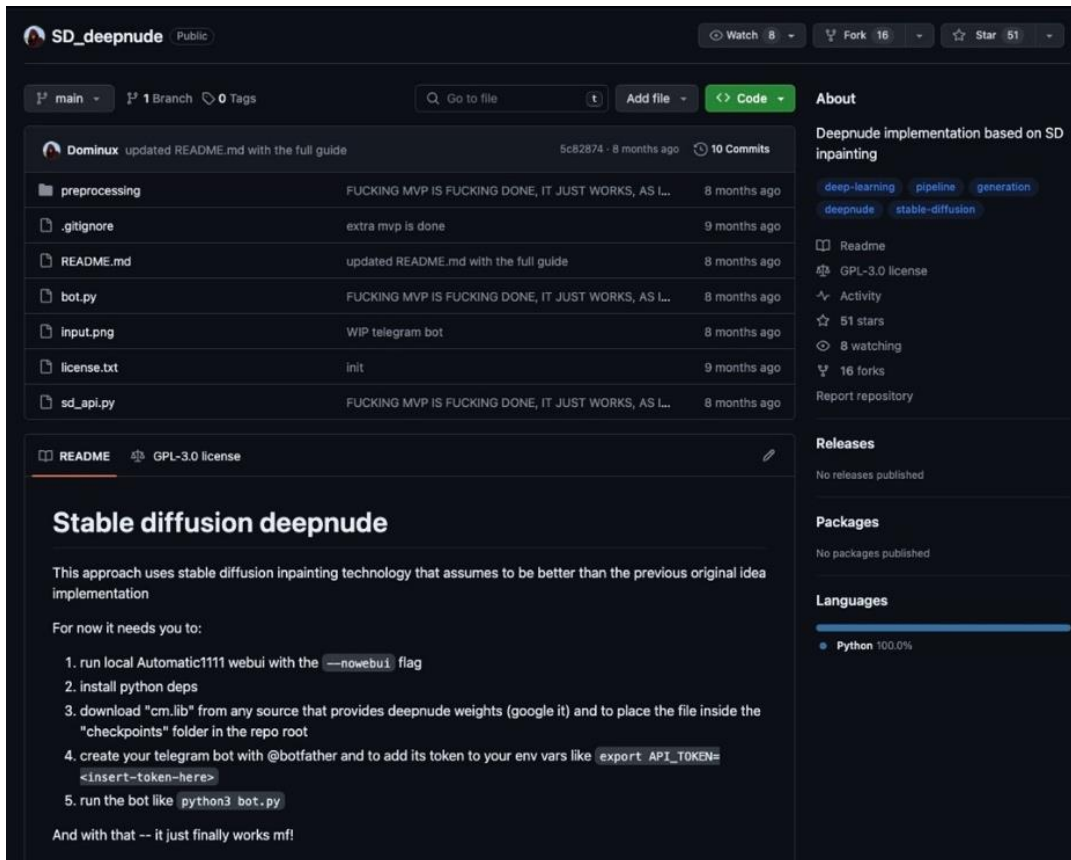 SD_deepnude Public
Watch 8
Fork 16
Star 51
main
1 Branch
0 Tags
Go to file
t
Add file
Code
Dominux updated README.md with the full guide
5c82874 · 8 months ago
10 Commits
preprocessing FUCKING MVP IS FUCKING DONE, IT JUST WORKS, AS I... 8 months ago
.gitignore extra mvp is done 9 months ago
README.md updated README.md with the full guide 8 months ago
bot.py FUCKING MVP IS FUCKING DONE, IT JUST WORKS, AS I... 8 months ago
input.png WIP telegram bot 8 months ago
license.txt init 9 months ago
sd_api.py FUCKING MVP IS FUCKING DONE, IT JUST WORKS, AS I... 8 months ago
README
GPL-3.0 license
Stable diffusion deepnude
This approach uses stable diffusion inpainting technology that assumes to be better than the previous original idea
implementation
For now it needs you to:
1. run local Automatic1111 webui with the --nowebui flag
2. install python deps
3. download "cm.lib" from any source that provides deepnude weights (google it) and to place the file inside the
"checkpoints" folder in the repo root
4. create your telegram bot with @botfather and to add its token to your env vars like export API_TOKEN=
<insert-token-here>
5. run the bot like python3 bot.py
And with that -- it just finally works mf!
About
Deepnude implementation based on SD
inpainting
deep-learning pipeline generation
deepnude stable-diffusion
Readme
GPL-3.0 license
Activity
51 stars
8 watching
16 forks
Report repository
Releases
No releases published
Packages
No packages published
Languages
Python 100.0%